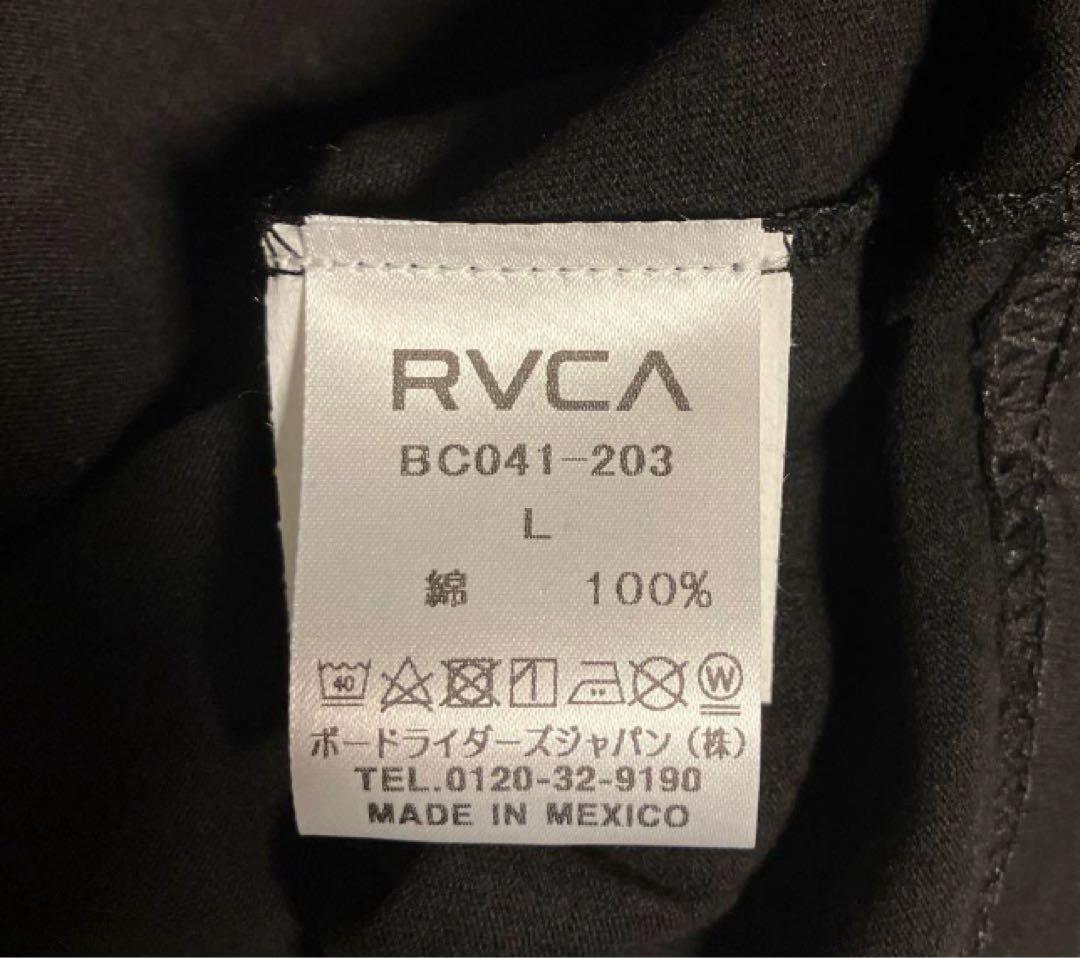 RVCA
BC041-203
L
綿 100%
40 W
ボードライダーズジャパン(株)
TEL.0120-32-9190
MADE IN MEXICO